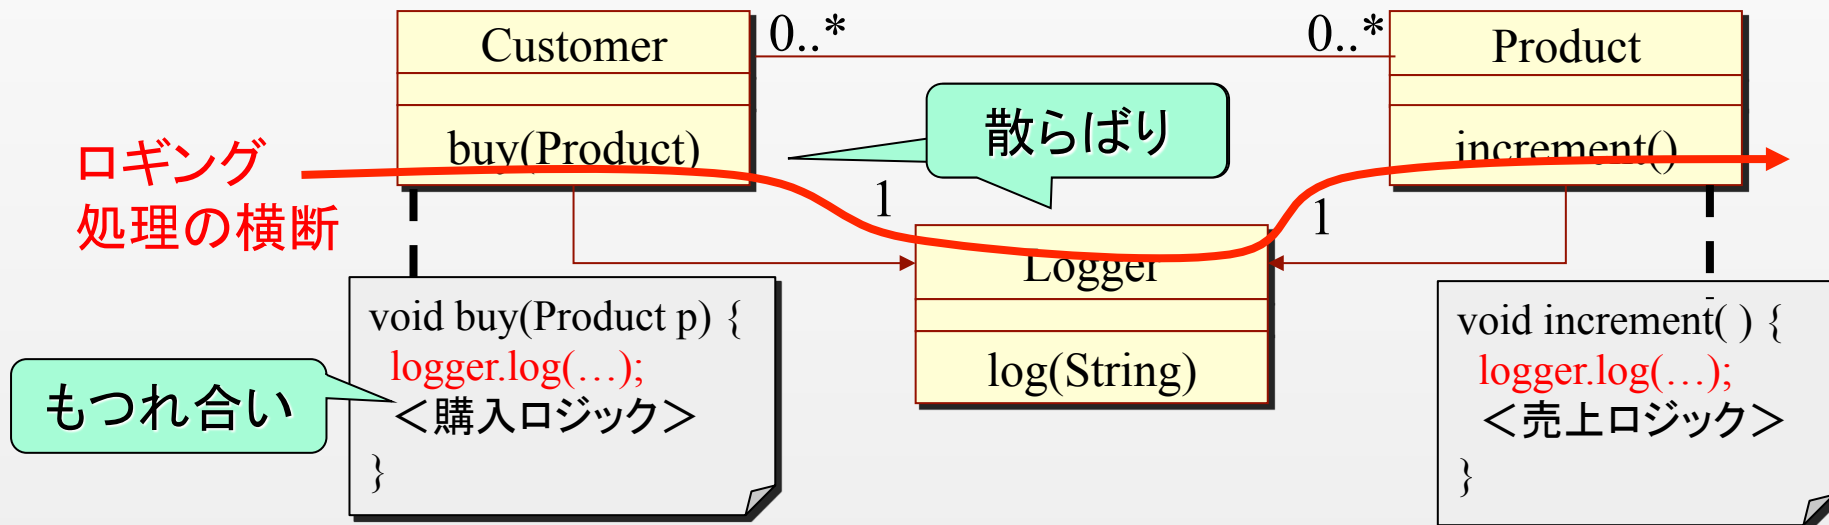 Customer
0..*
0..*
Product
buy(Product)
散らばり
increment()
ロギング
処理の横断
1
1
Logger
log(String)
void buy(Product p) {
logger.log(…);
＜購入ロジック＞
}
もつれ合い
void increment( ) {
logger.log(…);
＜売上ロジック＞
}